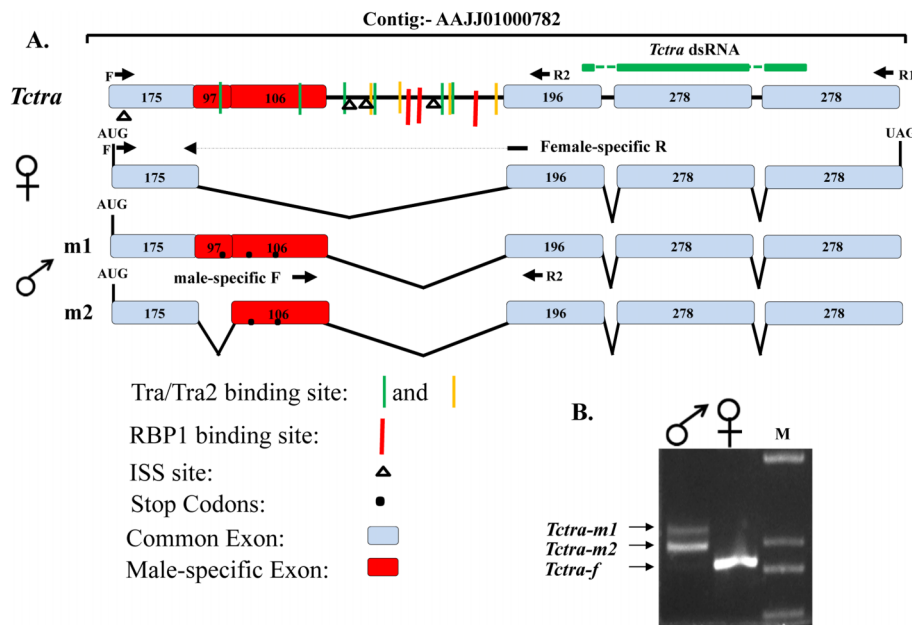 Contig:- AAJJ01000782
A.
Tctra dsRNA
F
R2
R1
Tctra
175
97
106
196
278
278
AUG
UAG
F
Female-specific R
♀
175
196
278
278
AUG
m1
175
97
106
196
278
278
♂
male-specific F
R2
AUG
m2
175
106
196
278
278
Tra/Tra2 binding site: and
RBP1 binding site:
ISS site:
Stop Codons:
Common Exon:
Male-specific Exon:
B.
♂ ♀ M
Tctra-m1
Tctra-m2
Tctra-f